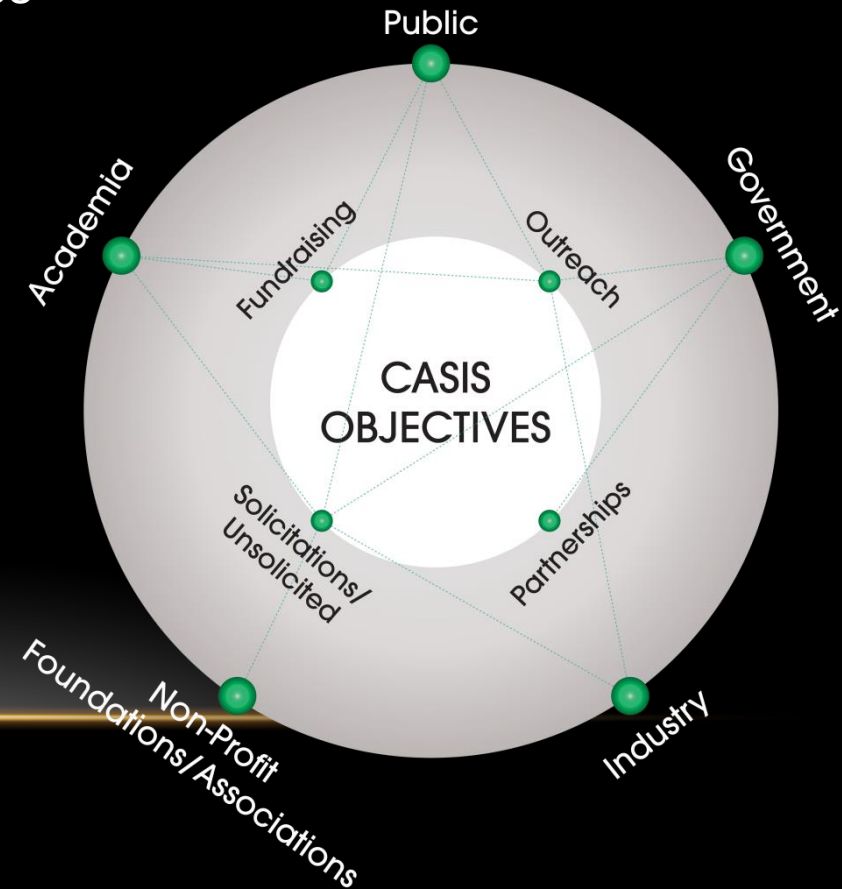 Public
Academia
Government
Fundraising
Outreach
CASIS
OBJECTIVES
Solicitations/
Unsolicited
Partnerships
Non-Profit
Foundations/Associations
Industry